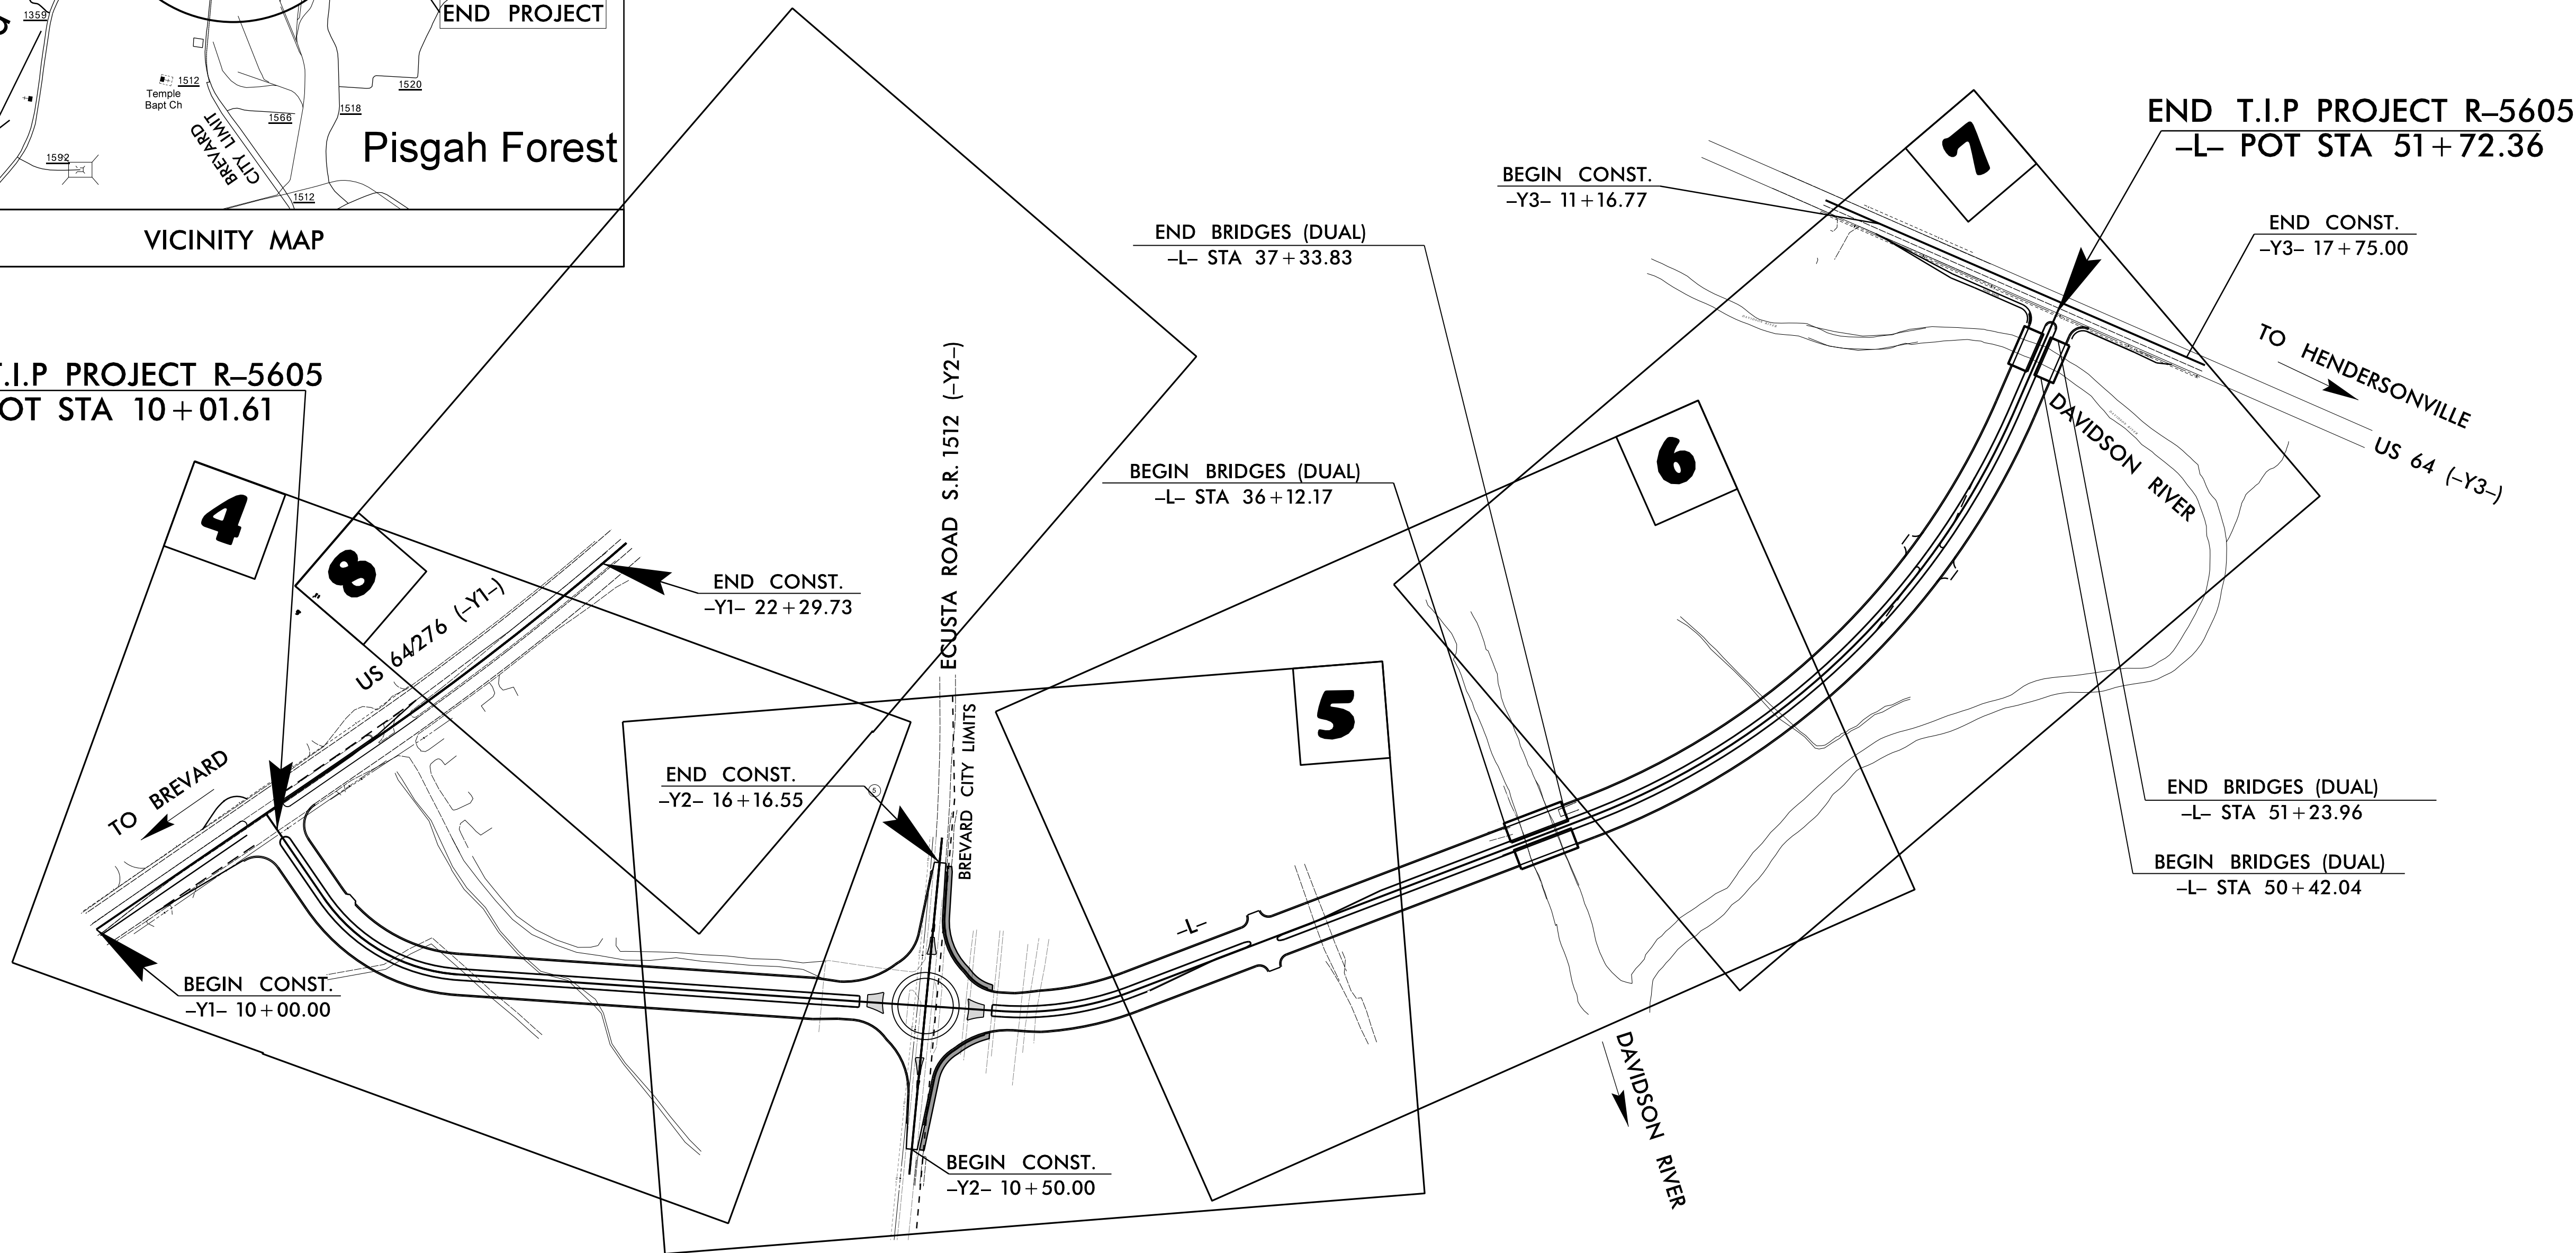 1359
END PROJECT
1512
Temple
Bapt Ch
1520
1518
1566
BREVARD
CITY LIMIT
Pisgah Forest
1592
1512
VICINITY MAP
T.I.P PROJECT R–5605
OT STA 10+01.61
END T.I.P PROJECT R–5605
–L– POT STA 51+72.36
BEGIN CONST.
–Y3– 11+16.77
END CONST.
–Y3– 17+75.00
END BRIDGES (DUAL)
–L– STA 37+33.83
7
TO HENDERSONVILLE
US 64 (–Y3–)
DAVIDSON RIVER
BEGIN BRIDGES (DUAL)
–L– STA 36+12.17
6
4
8
US 64/276 (–Y1–)
END CONST.
–Y1– 22+29.73
ECUSTA ROAD S.R. 1512 (–Y2–)
BREVARD CITY LIMITS
5
TO BREVARD
END CONST.
–Y2– 16+16.55
–L–
END BRIDGES (DUAL)
–L– STA 51+23.96
BEGIN BRIDGES (DUAL)
–L– STA 50+42.04
BEGIN CONST.
–Y1– 10+00.00
BEGIN CONST.
–Y2– 10+50.00
DAVIDSON RIVER